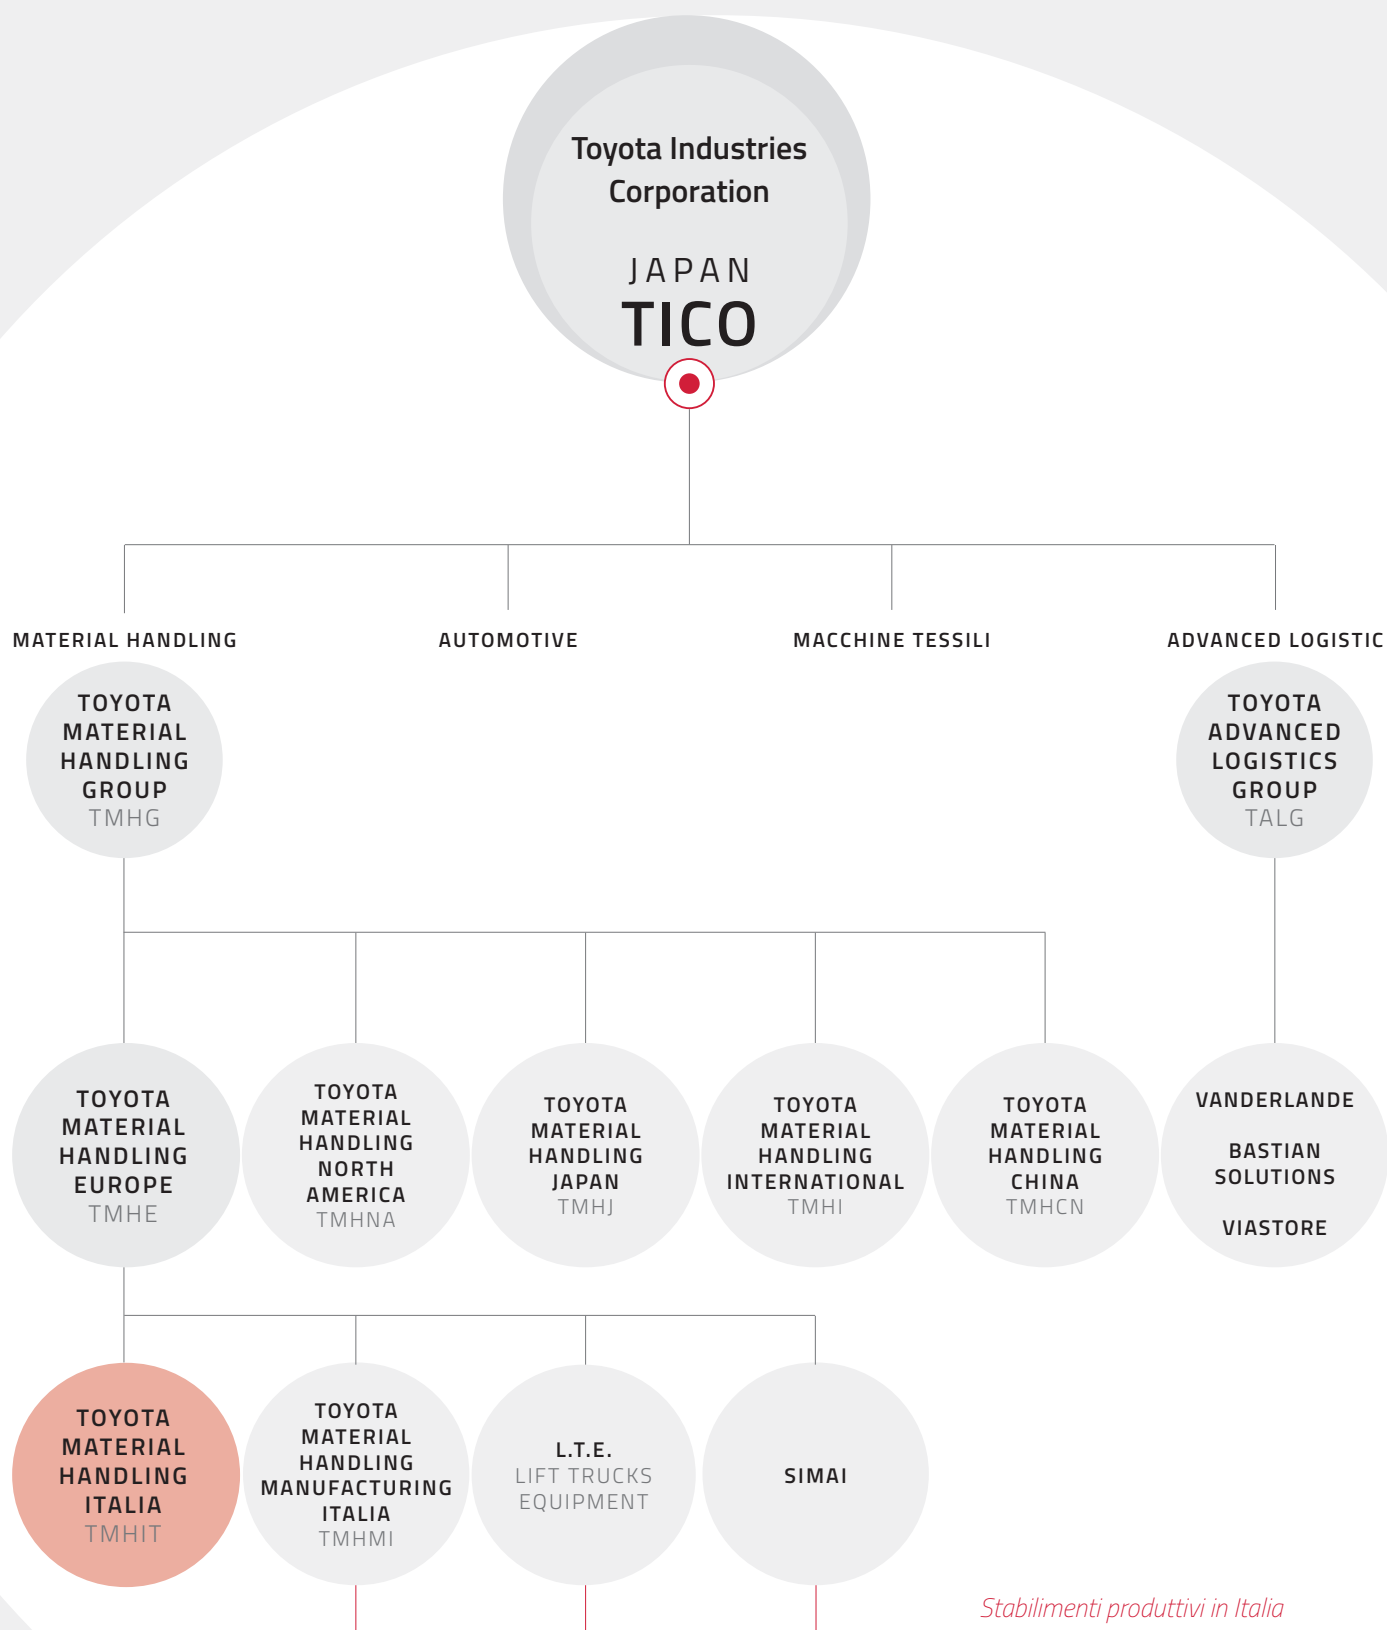 Toyota Industries
Corporation
JAPAN
TICO
MATERIAL HANDLING
AUTOMOTIVE
MACCHINE TESSILI
ADVANCED LOGISTIC
TOYOTA
MATERIAL
HANDLING
GROUP
TMHG
TOYOTA
ADVANCED
LOGISTICS
GROUP
TALG
TOYOTA
MATERIAL
HANDLING
EUROPE
TMHE
TOYOTA
MATERIAL
HANDLING
NORTH
AMERICA
TMHNA
TOYOTA
MATERIAL
HANDLING
JAPAN
TMHJ
TOYOTA
MATERIAL
HANDLING
INTERNATIONAL
TMHI
TOYOTA
MATERIAL
HANDLING
CHINA
TMHCN
VANDERLANDE
BASTIAN
SOLUTIONS
VIASTORE
TOYOTA
MATERIAL
HANDLING
ITALIA
TMHIT
TOYOTA
MATERIAL
HANDLING
MANUFACTURING
ITALIA
TMHMI
L.T.E.
LIFT TRUCKS
EQUIPMENT
SIMAI
Stabilimenti produttivi in Italia